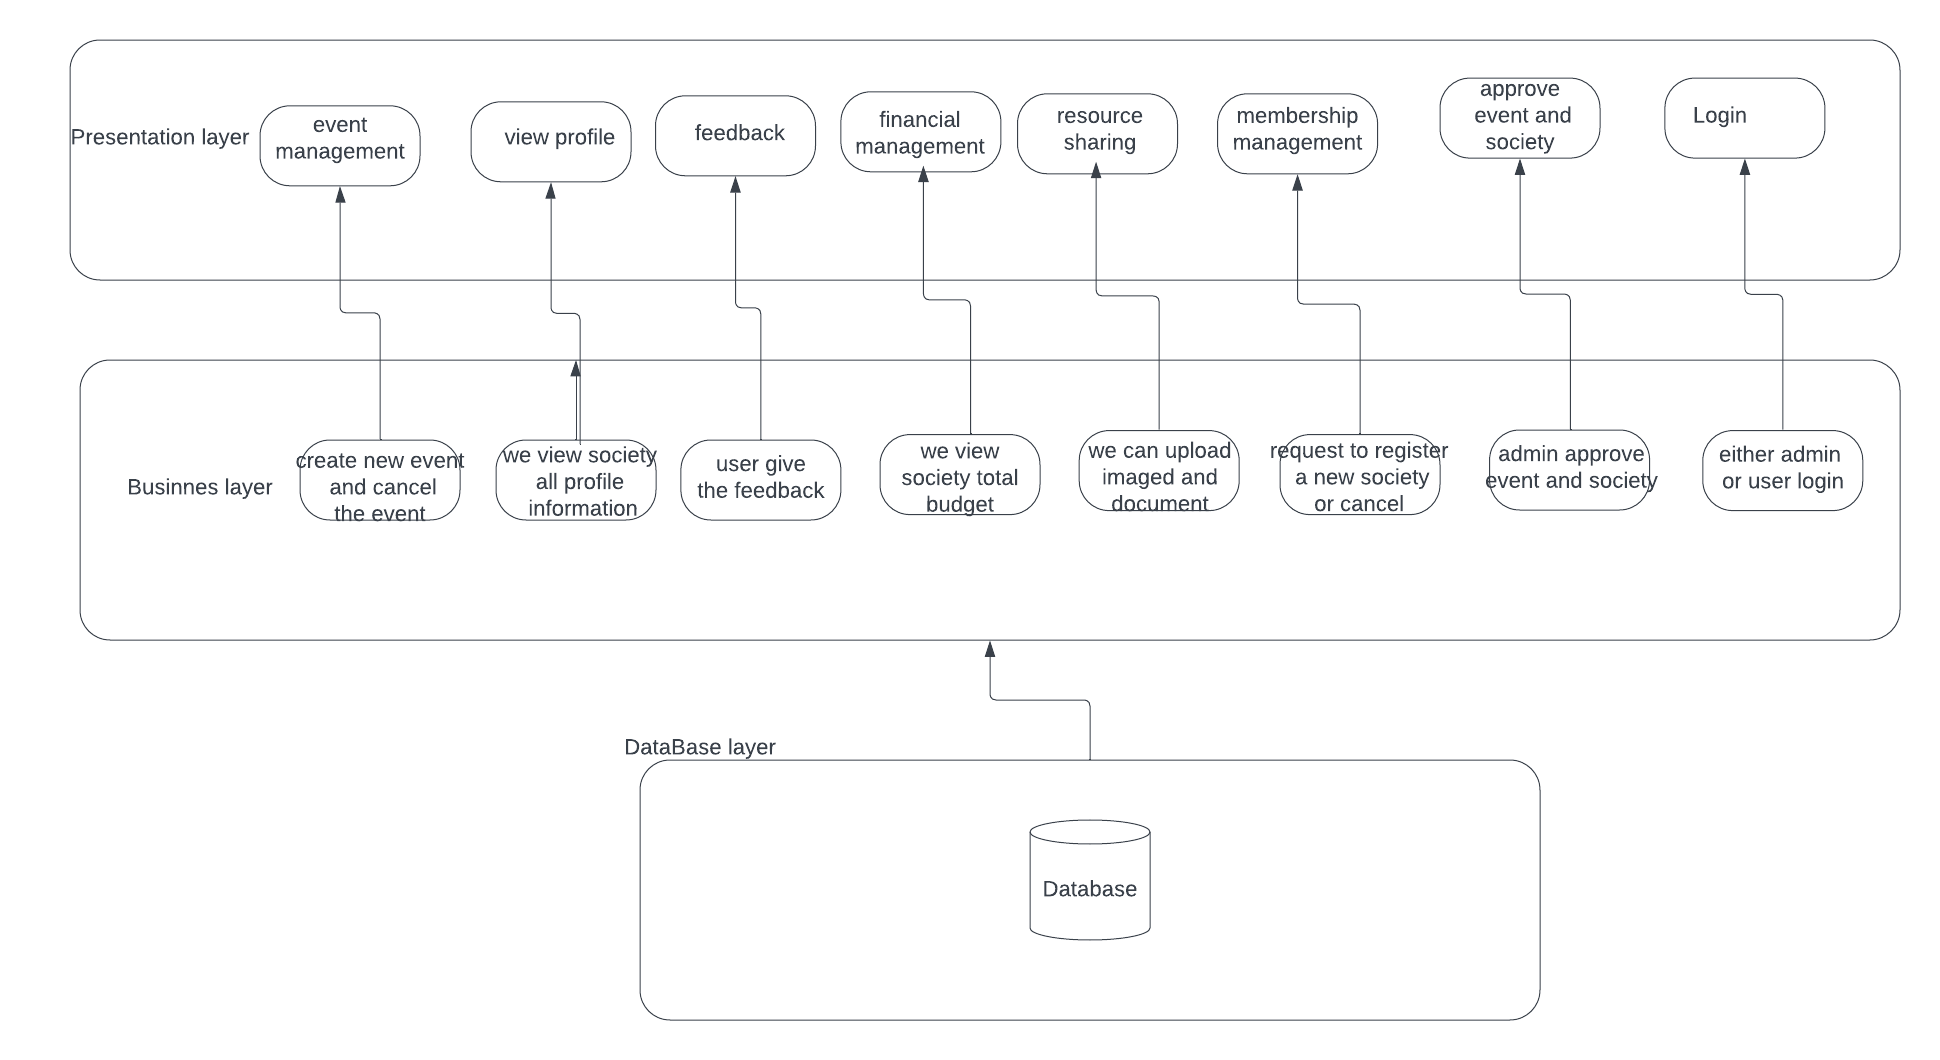 Presentation layer
event
management
view profile
feedback
financial
management
resource
sharing
membership
management
approve
event and
society
Login
Businnes layer
create new event
and cancel
the event
we view society
all profile
information
user give
the feedback
we view
society total
budget
we can upload
imaged and
document
request to register
a new society
or cancel
admin approve
event and society
either admin
or user login
DataBase layer
Database